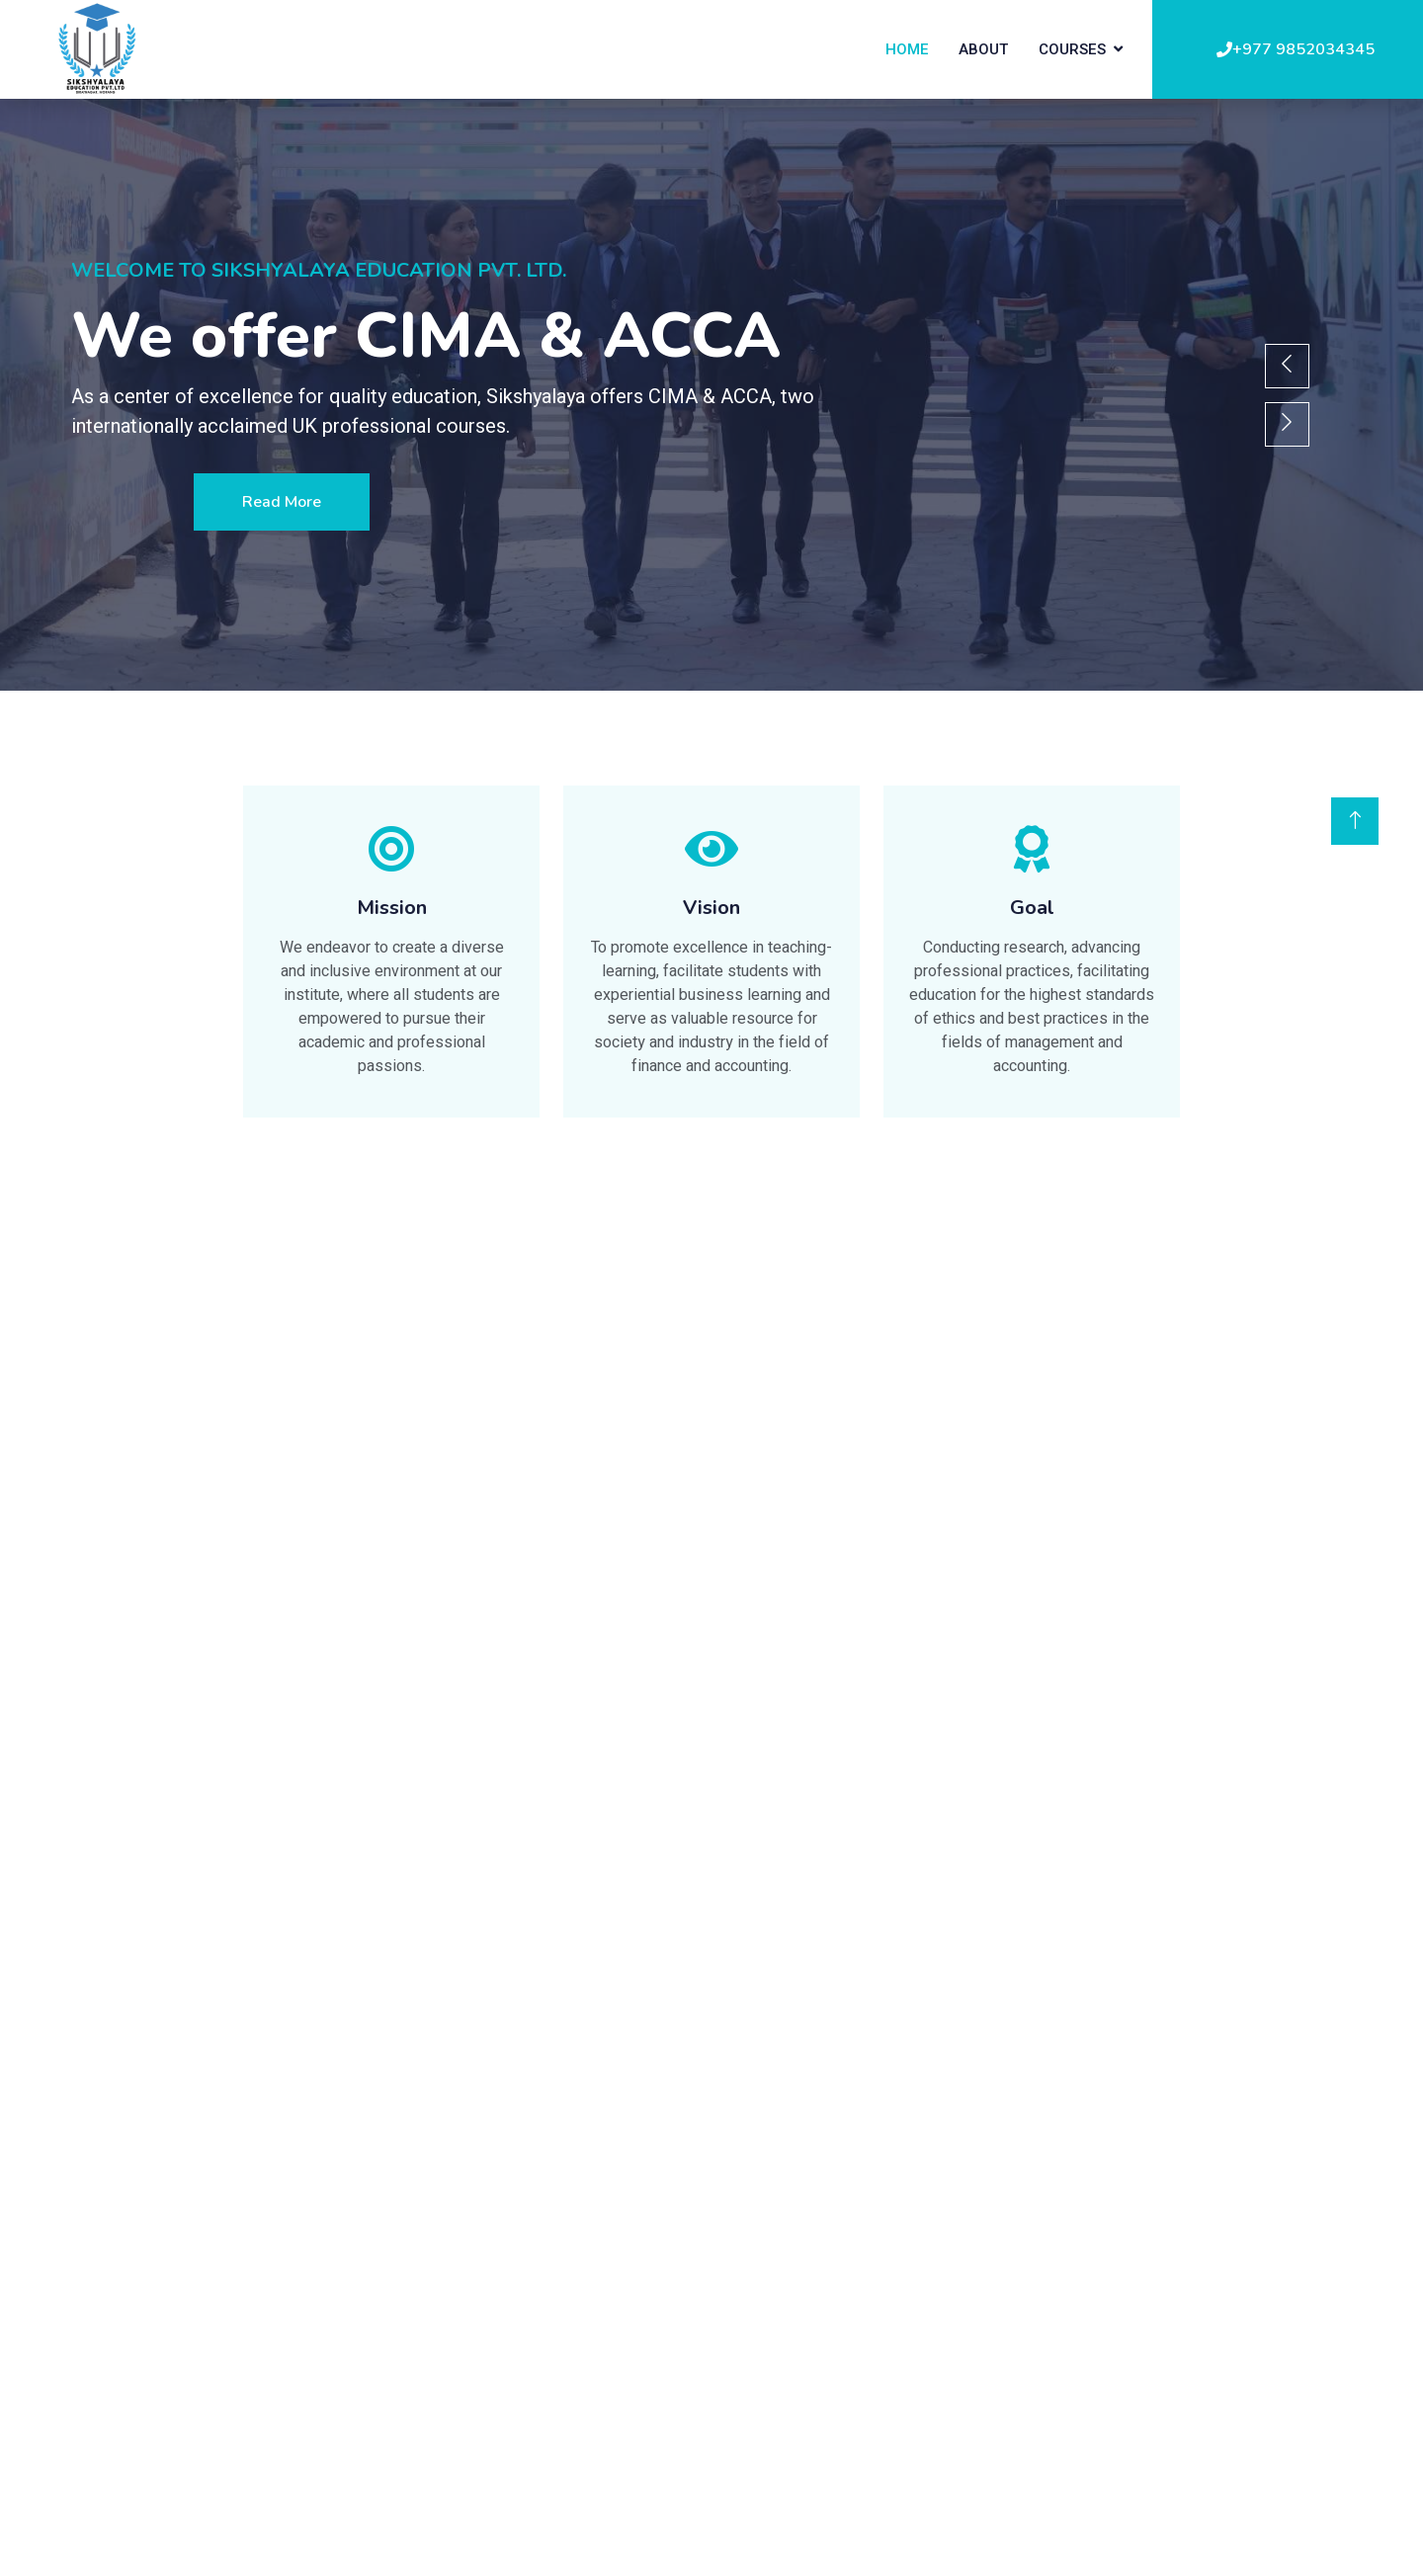 SIKSHYALAYA
EDUCATION PVT.LTD
BIRATNAGAR, MORANG
HOME
ABOUT
COURSES
+977 9852034345
WELCOME TO SIKSHYALAYA EDUCATION PVT. LTD.
We offer CIMA & ACCA
As a center of excellence for quality education, Sikshyalaya offers CIMA & ACCA, two
internationally acclaimed UK professional courses.
Read More
Mission
We endeavor to create a diverse
and inclusive environment at our
institute, where all students are
empowered to pursue their
academic and professional
passions.
Vision
To promote excellence in teaching-
learning, facilitate students with
experiential business learning and
serve as valuable resource for
society and industry in the field of
finance and accounting.
Goal
Conducting research, advancing
professional practices, facilitating
education for the highest standards
of ethics and best practices in the
fields of management and
accounting.